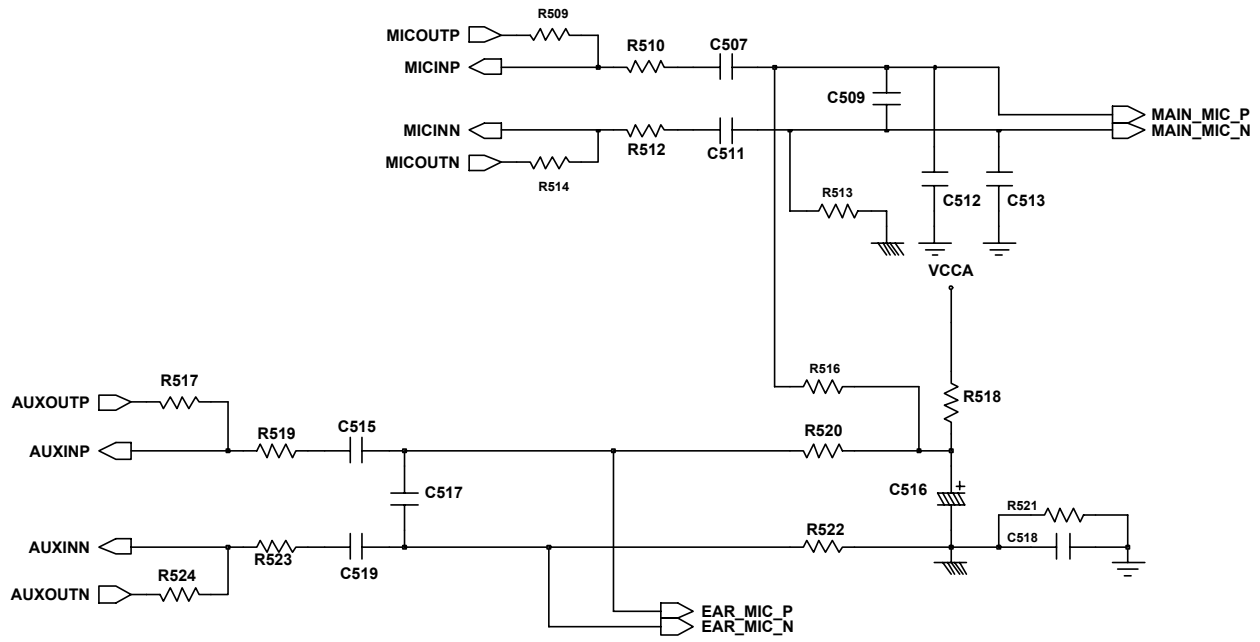 R509
MICOUTP
R510
C507
MICINP
C509
MAIN_MIC_P
MICINN
MAIN_MIC_N
R512
C511
MICOUTN
R514
R513
C512
C513
VCCA
R516
R517
R518
AUXOUTP
R519
C515
R520
AUXINP
C517
C516
R521
R522
C518
AUXINN
R523
C519
R524
AUXOUTN
EAR_MIC_P
EAR_MIC_N